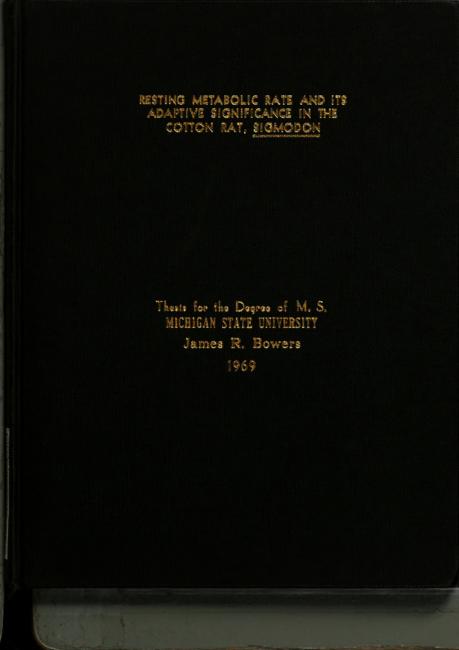 RESTING METABOLIC RATE AND ITS
ADAPTIVE SIGNIFICANCE IN THE
COTTON RAT, SIGMODON
Thesis for the Degree of M. S.
MICHIGAN STATE UNIVERSITY
James R. Bowers
1969